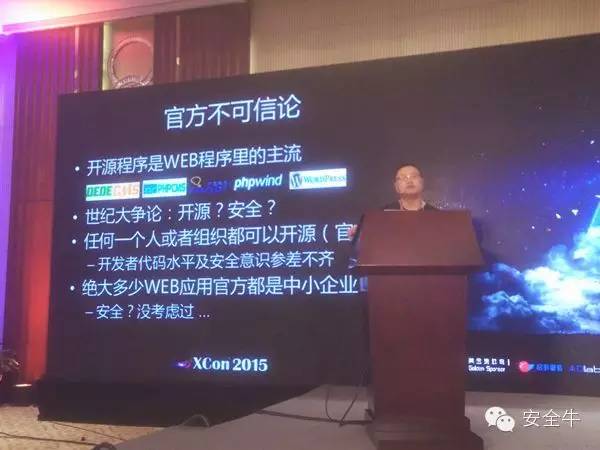 官方不可信论
• 开源程序是WEB程序里的主流
DEDECMS PHPCMS phpwind WORDPRESS
• 世纪大争论：开源？安全？
• 任何一个人或者组织都可以开源（官
– 开发者代码水平及安全意识参差不齐
• 绝大多少WEB应用官方都是中小企业
– 安全？没考虑过 ...
XCon 2015
Golden Sponsor
安全牛